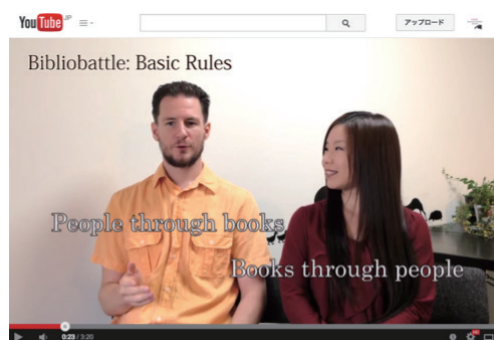 YouTube JP
アップロード
Bibliobattle: Basic Rules
People through books
Books through people
0:23 / 3:20